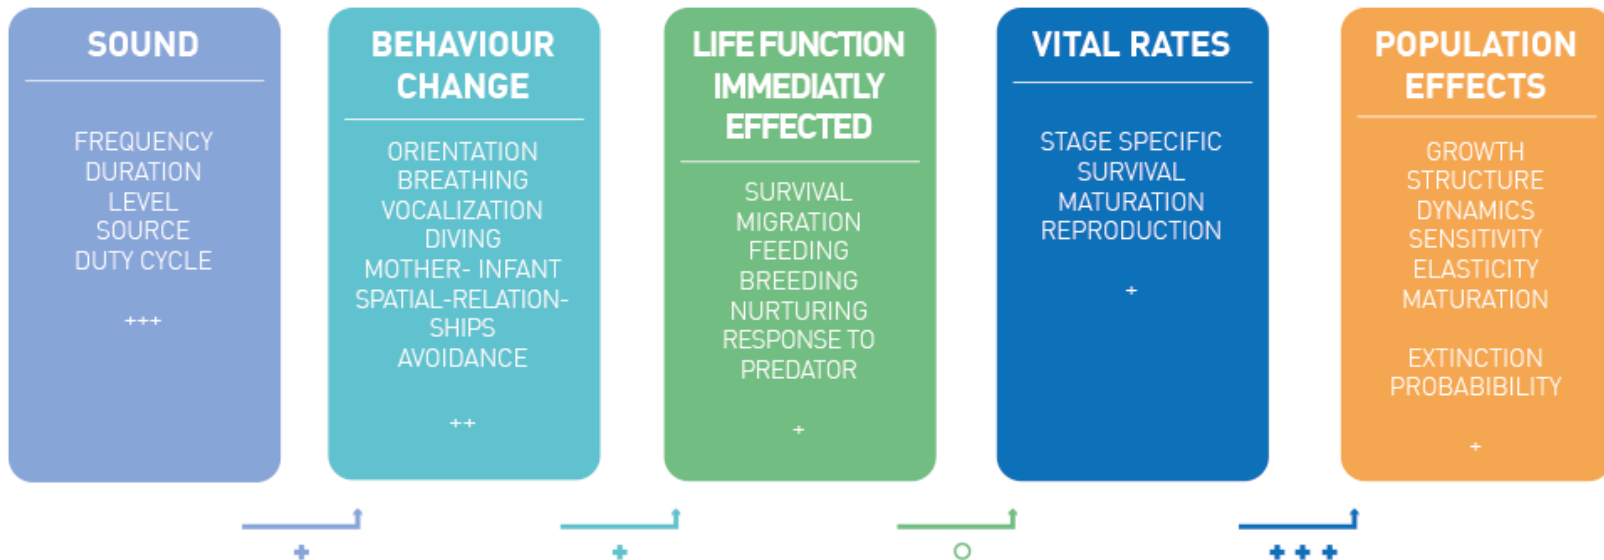 SOUND
FREQUENCY
DURATION
LEVEL
SOURCE
DUTY CYCLE
+++
BEHAVIOUR
CHANGE
ORIENTATION
BREATHING
VOCALIZATION
DIVING
MOTHER- INFANT
SPATIAL-RELATION-
SHIPS
AVOIDANCE
++
LIFE FUNCTION
IMMEDIATLY
EFFECTED
SURVIVAL
MIGRATION
FEEDING
BREEDING
NURTURING
RESPONSE TO
PREDATOR
+
VITAL RATES
STAGE SPECIFIC
SURVIVAL
MATURATION
REPRODUCTION
+
POPULATION
EFFECTS
GROWTH
STRUCTURE
DYNAMICS
SENSITIVITY
ELASTICITY
MATURATION
EXTINCTION
PROBABIBILITY
+
+
+
O
+ + +